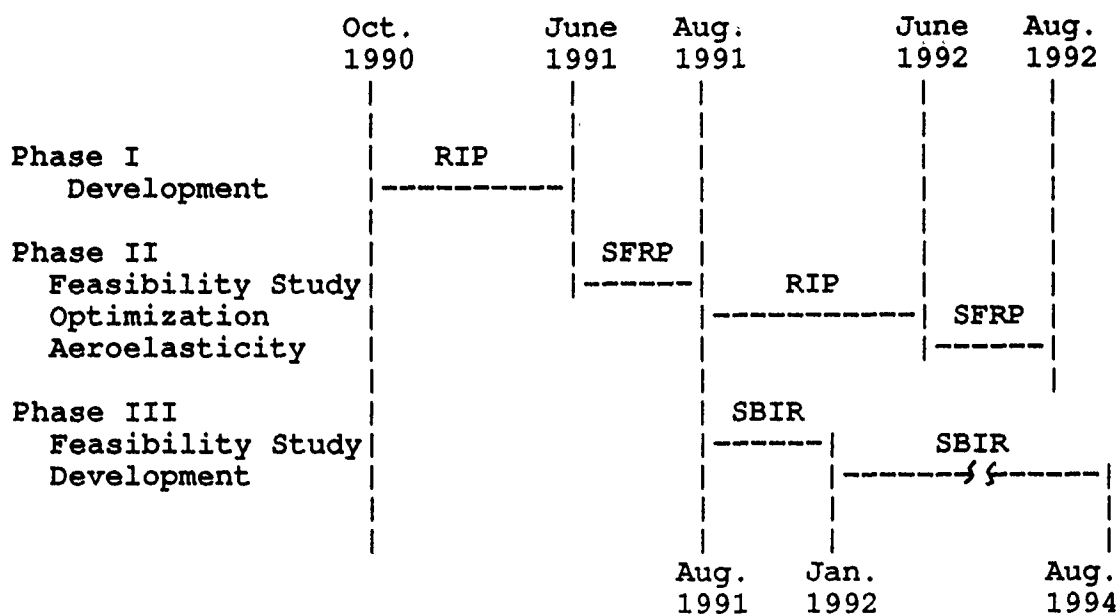 Oct. June Aug. June Aug.
1990 1991 1991 1992 1992
Phase I RIP
Development
Phase II SFRP
Feasibility Study RIP
Optimization SFRP
Aeroelasticity
Phase III SBIR
Feasibility Study SBIR
Development
Aug. Jan. Aug.
1991 1992 1994